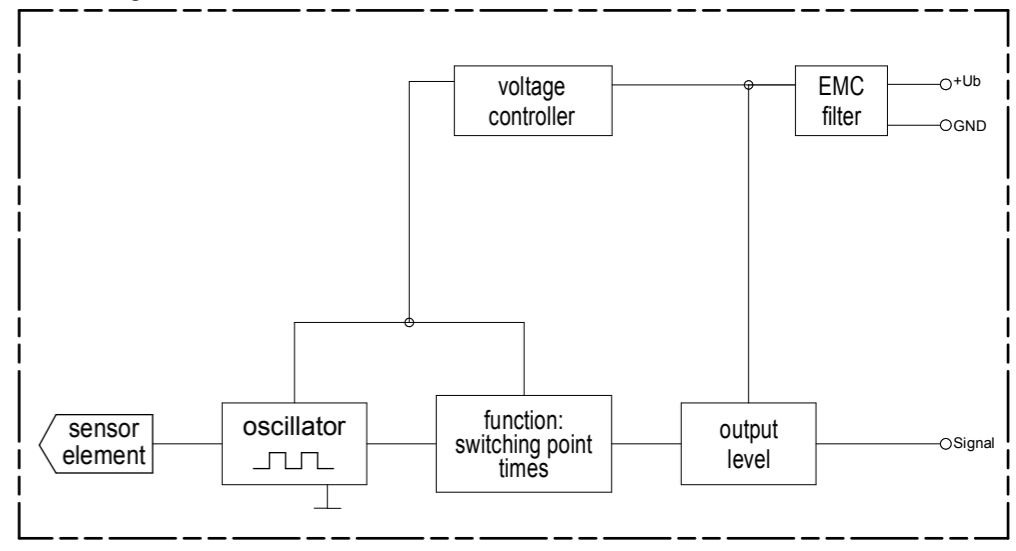 voltage
controller
EMC
filter
+Ub
GND
sensor
element
oscillator
function:
switching point
times
output
level
Signal